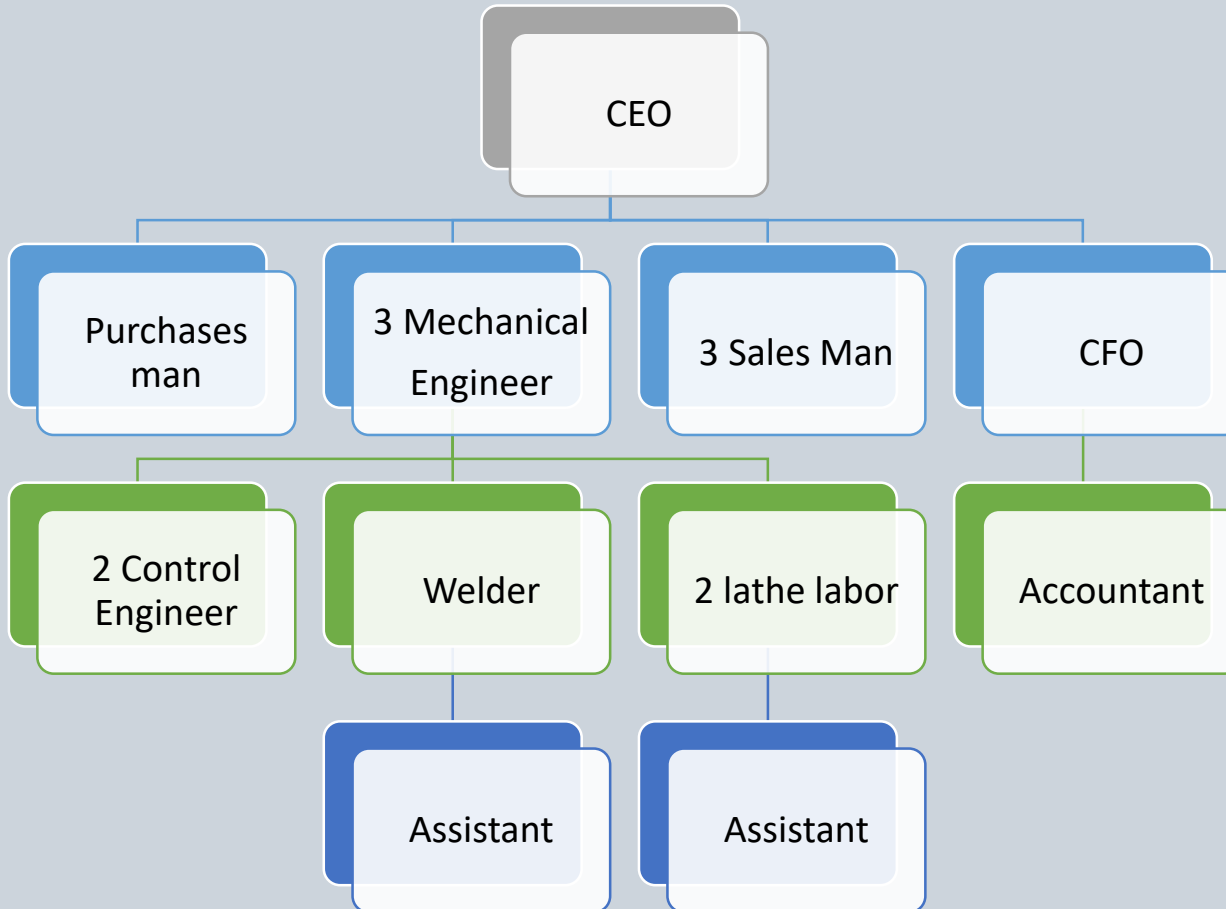 CEO
Purchases
man
3 Mechanical
Engineer
3 Sales Man
CFO
2 Control
Engineer
Welder
2 lathe labor
Accountant
Assistant
Assistant